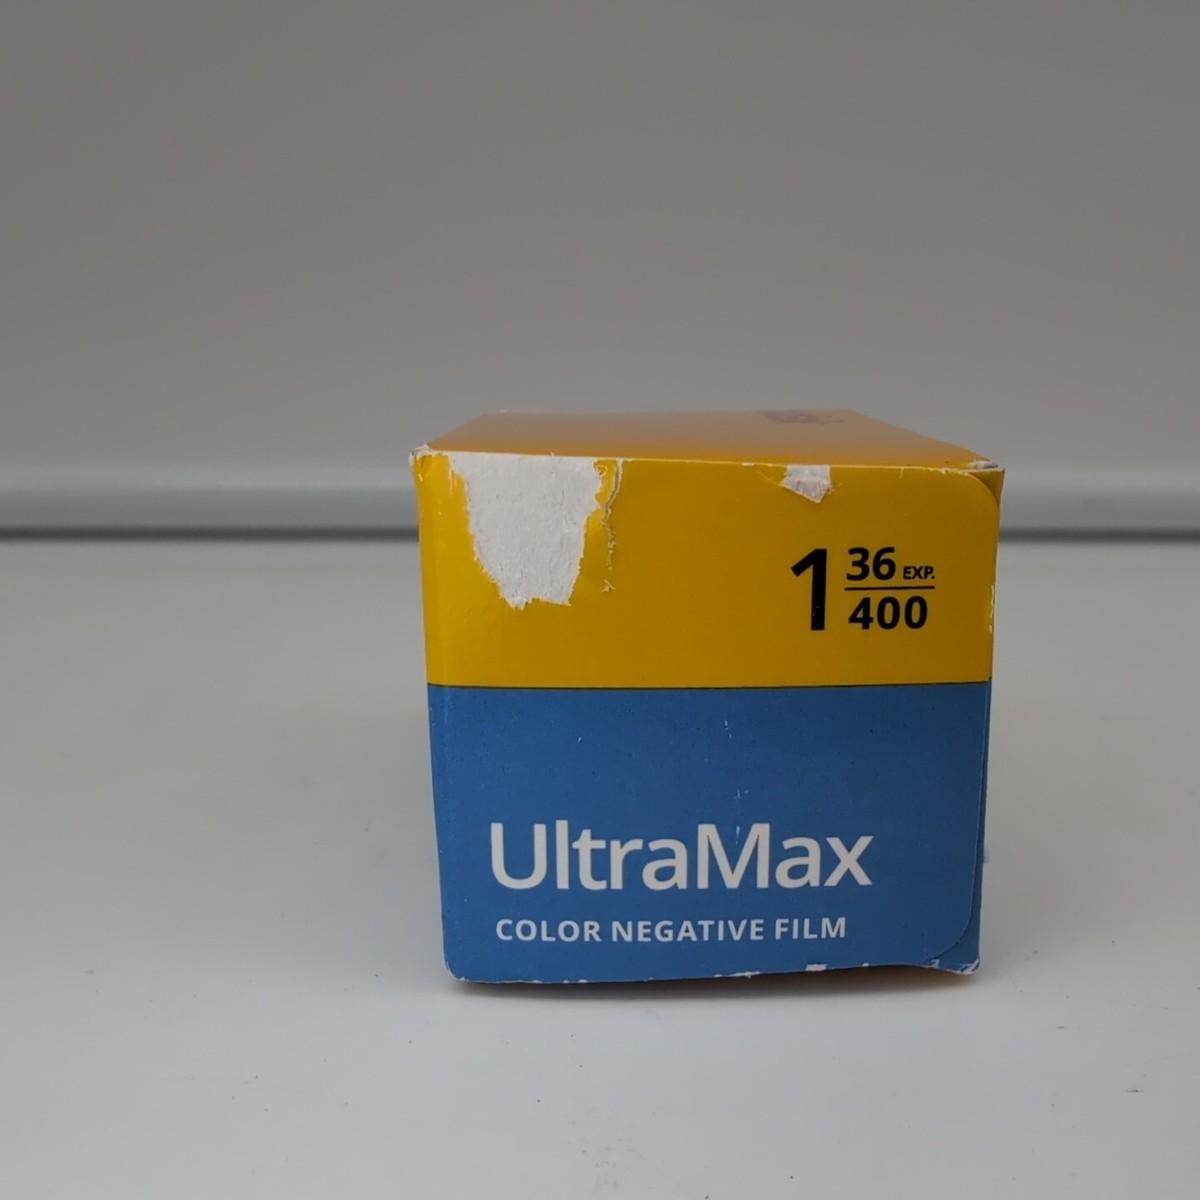 1 36 EXP.
400
UltraMax
COLOR NEGATIVE FILM